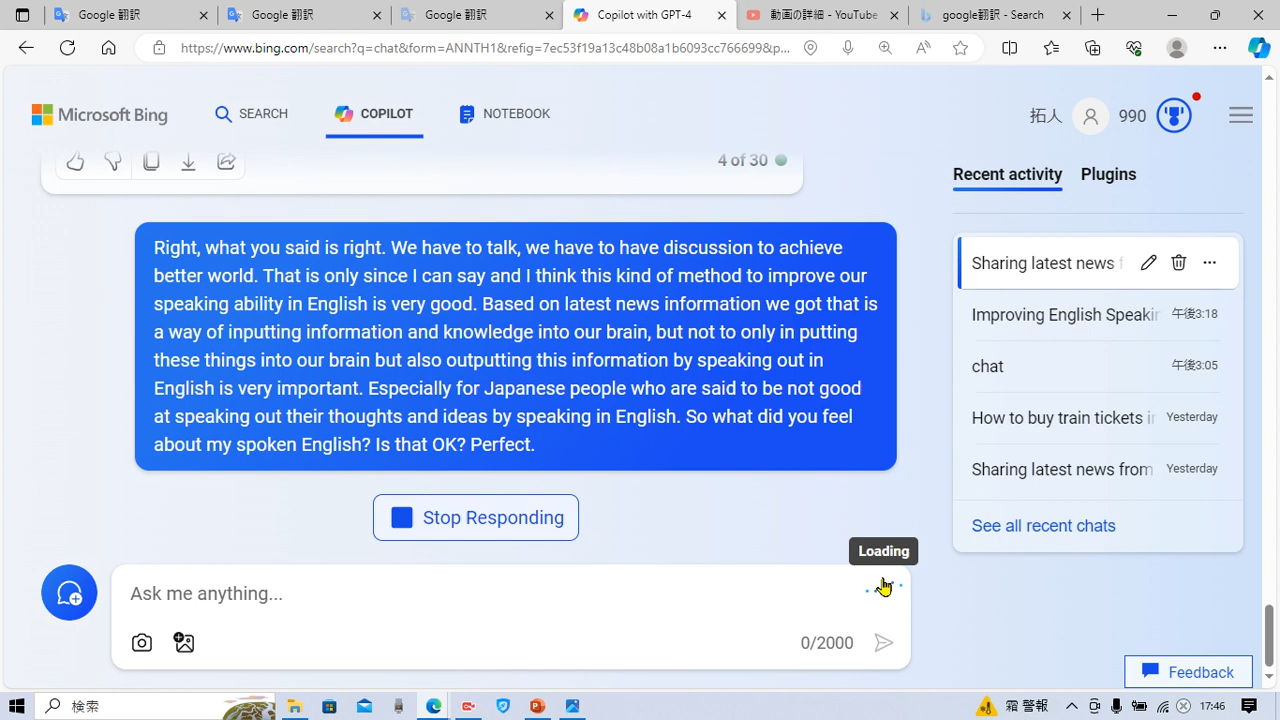 Google 翻訳
Google 翻訳
Google 翻訳
Copilot with GPT-4
動画の詳細 - YouTube
google翻訳 - Search
https://www.bing.com/search?q=chat&form=ANNTH1&refig=7dc53f19a13c48b08a1b6093cc766699&p...
Microsoft Bing
SEARCH
COPILOT
NOTEBOOK
拓人
990
4 of 30
Recent activity
Plugins
Right, what you said is right. We have to talk, we have to have discussion to achieve
better world. That is only since I can say and I think this kind of method to improve our
speaking ability in English is very good. Based on latest news information we got that is
a way of inputting information and knowledge into our brain, but not to only in putting
these things into our brain but also outputting this information by speaking out in
English is very important. Especially for Japanese people who are said to be not good
at speaking out their thoughts and ideas by speaking in English. So what did you feel
about my spoken English? Is that OK? Perfect.
Sharing latest news
Improving English Speakin 午後3:18
chat 午後3:05
How to buy train tickets in Yesterday
Sharing latest news from Yesterday
See all recent chats
Stop Responding
Loading
Ask me anything...
0/2000
Feedback
検索
霜 警報
17:46